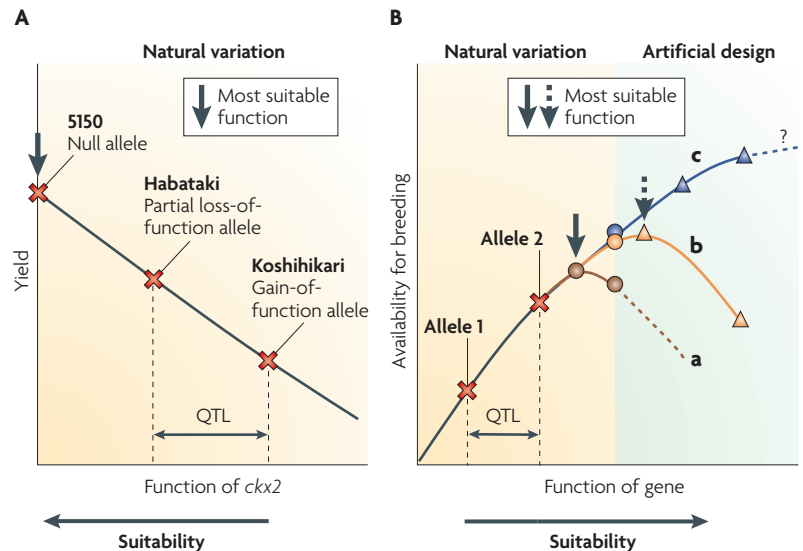 A
Natural variation
Most suitable
function
5150
Null allele
Habataki
Partial loss-of-
function allele
Koshihikari
Gain-of-
function allele
Yield
QTL
Function of ckx2
Suitability
B
Natural variation
Artificial design
Most suitable
function
?
c
b
a
Allele 2
Allele 1
Availability for breeding
QTL
Function of gene
Suitability